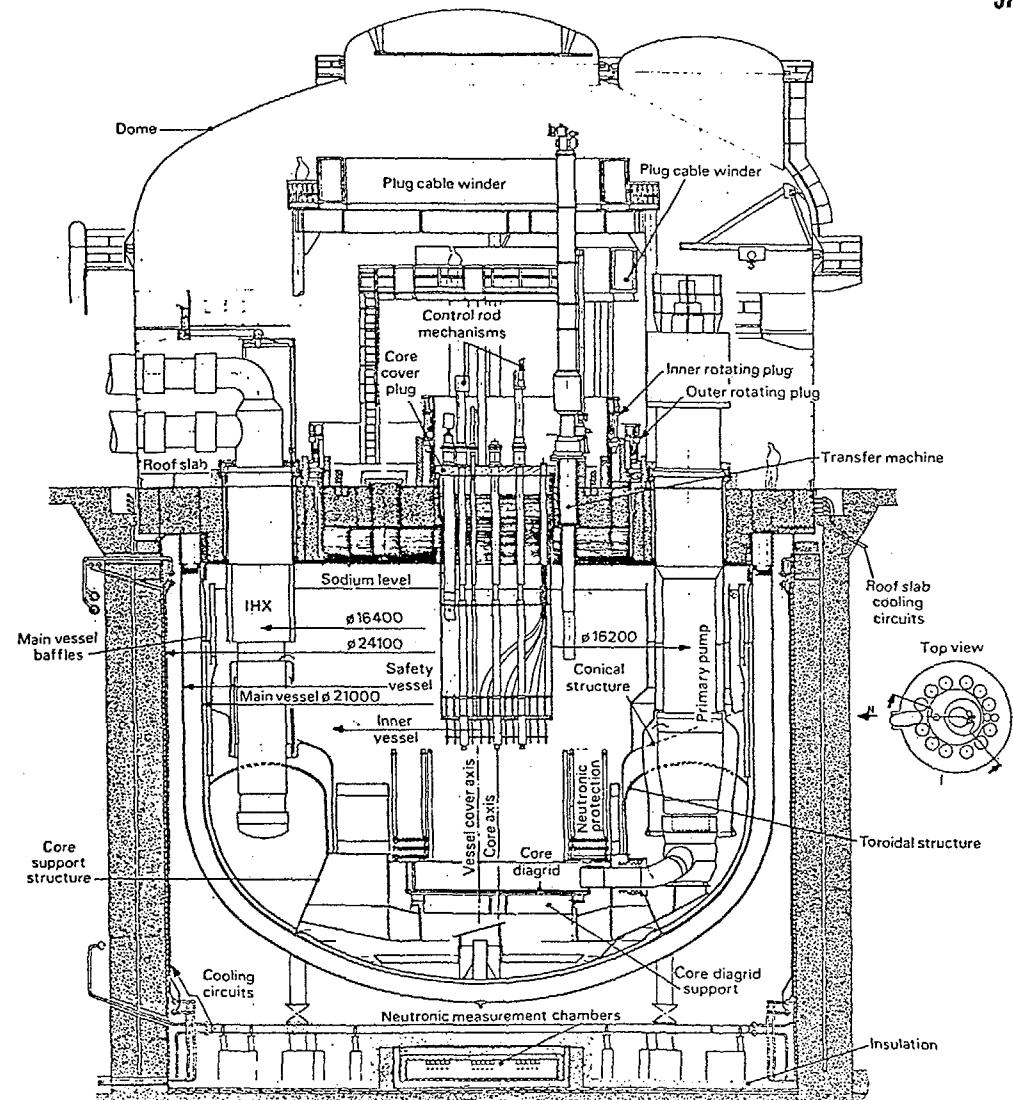 Dome
Plug cable winder
Plug cable winder
Control rod
mechanisms
Core
cover
plug
Inner rotating plug
Outer rotating plug
Roof slab
Transfer machine
Sodium level
IHX
ø16400
ø24100
ø16200
Roof slab
cooling
circuits
Main vessel
baffles
Safety
vessel
Conical
structure
Primary pump
Top view
Main vessel ø 21000
Inner
vessel
N
Vessel cover axis
Core axis
Neutronic
protection
Core
support
structure
Core
diagrid
Toroidal structure
Cooling
circuits
Core diagrid
support
Neutronic measurement chambers
Insulation